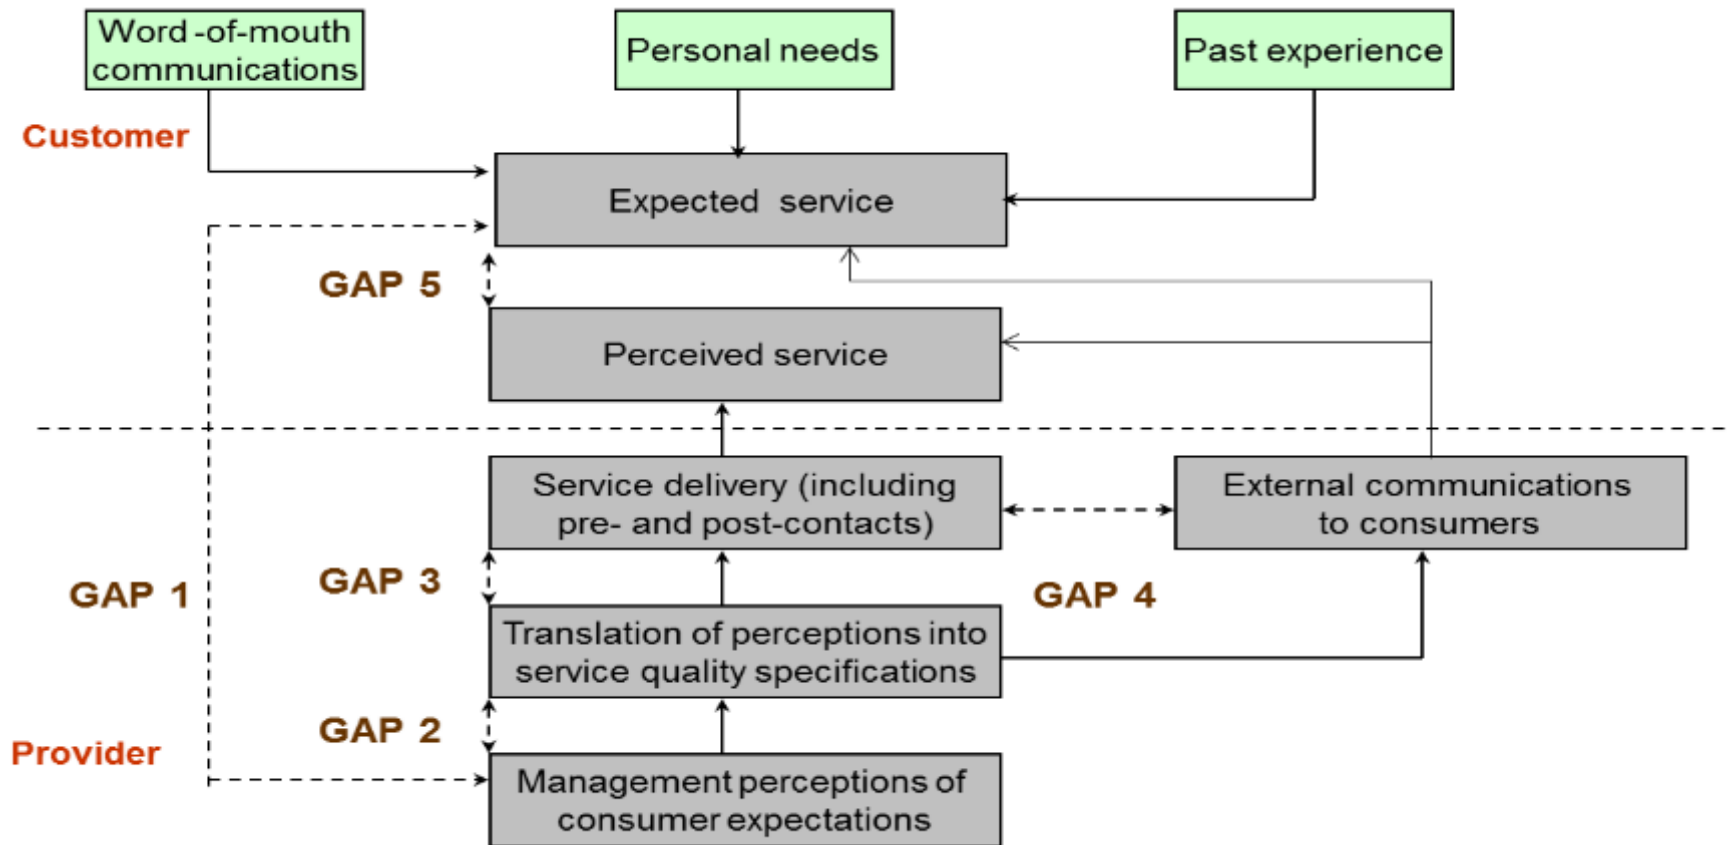 Word -of-mouth
communications
Personal needs
Past experience
Customer
Expected service
GAP 5
Perceived service
Service delivery (including
pre- and post-contacts)
External communications
to consumers
GAP 1
GAP 3
GAP 4
Translation of perceptions into
service quality specifications
GAP 2
Provider
Management perceptions of
consumer expectations